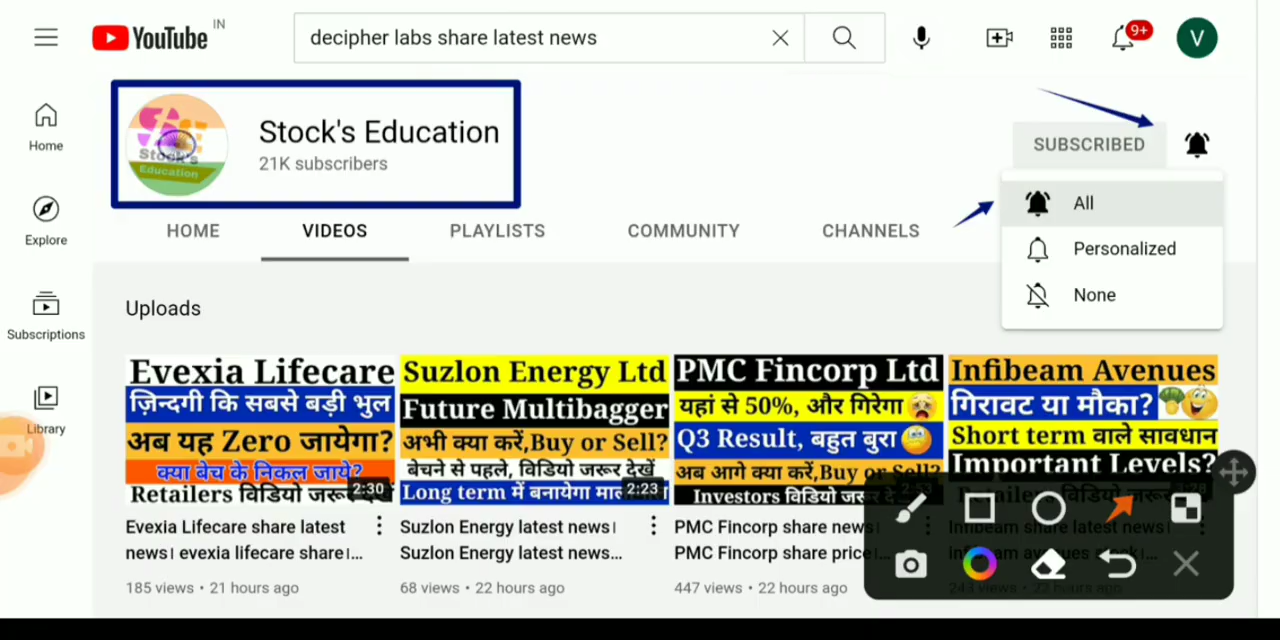 YouTube IN
decipher labs share latest news
9+
V
Home
Explore
Subscriptions
Library
Stock's
Education
Stock's Education
21K subscribers
SUBSCRIBED
All
Personalized
None
HOME VIDEOS PLAYLISTS COMMUNITY CHANNELS
Uploads
Evexia Lifecare
ज़िन्दगी कि सबसे बड़ी भुल
अब यह Zero जायेगा?
क्या बेच के निकल जाये?
Retailers विडियो जरूर देखें
2:30
Evexia Lifecare share latest
news। evexia lifecare share।...
185 views • 21 hours ago
Suzlon Energy Ltd
Future Multibagger
अभी क्या करें,Buy or Sell?
बेचने से पहले, विडियो जरूर देखें
Long term में बनायेगा
2:23
Suzlon Energy latest news।
Suzlon Energy latest news...
68 views • 22 hours ago
PMC Fincorp Ltd
यहां से 50%, और गिरेगा
Q3 Result, बहुत बुरा
अब आगे क्या करें,Buy or Sell?
Investors विडियो
PMC Fincorp share news।
PMC Fincorp share price।...
447 views • 22 hours ago
Infibeam Avenues
गिरावट या मौका?
Short term वाले सावधान
Important Levels?